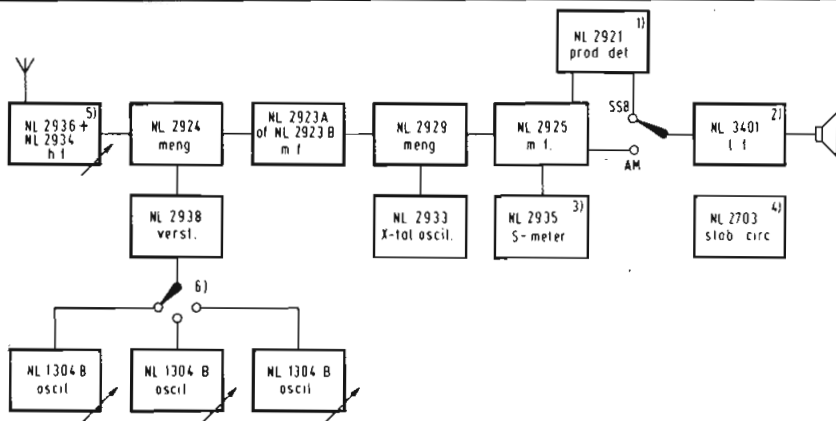 1)
NL 2921
prod det
SSB
5)
NL 2936 +
NL 2934
h f
NL 2924
meng
NL 2923A
of NL 2923B
m f
NL 2929
meng
NL 2925
m f.
AM
2)
NL 3401
l f
NL 2938
verst.
NL 2933
X-tal oscil.
3)
NL 2935
S-meter
4)
NL 2703
stab circ
6)
NL 1304 B
oscil
NL 1304 B
oscil
NL 1304 B
oscil